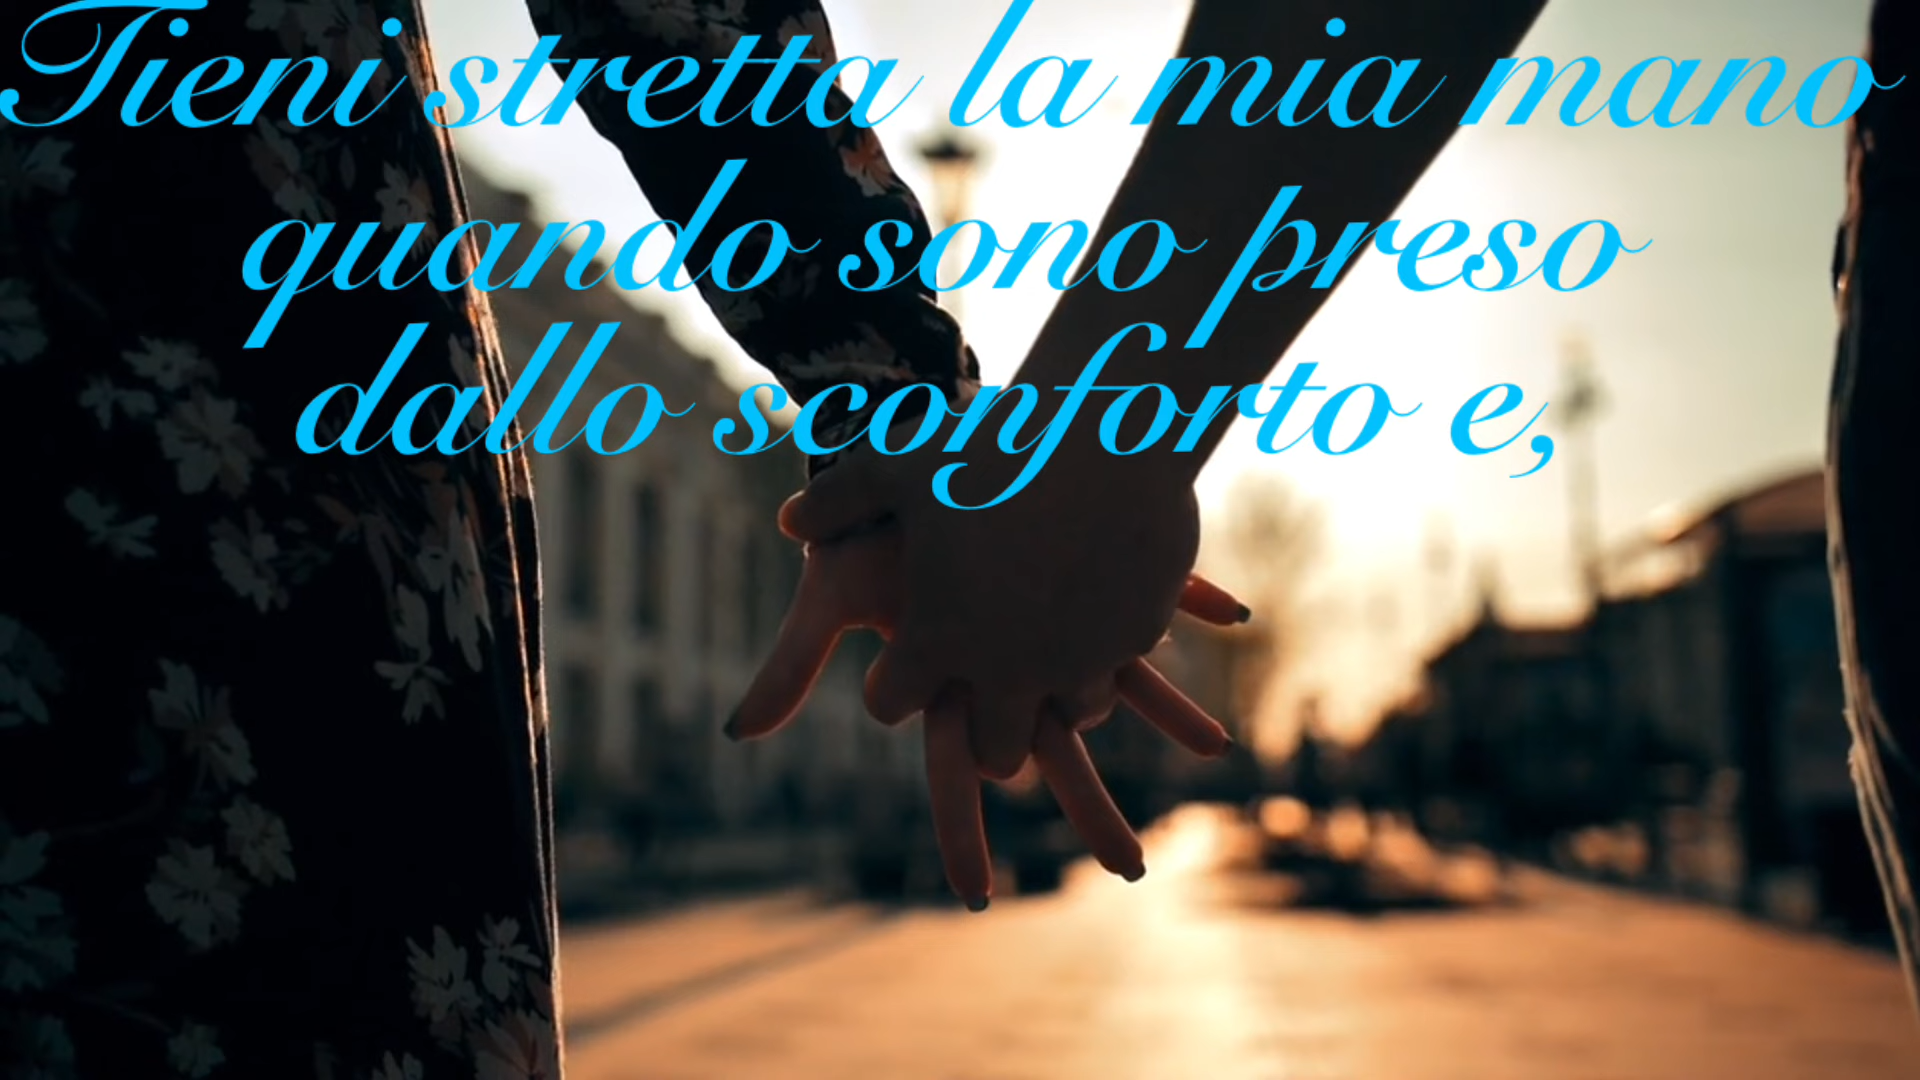 Tieni stretta la mia mano
quando sono preso
dallo sconforto e,